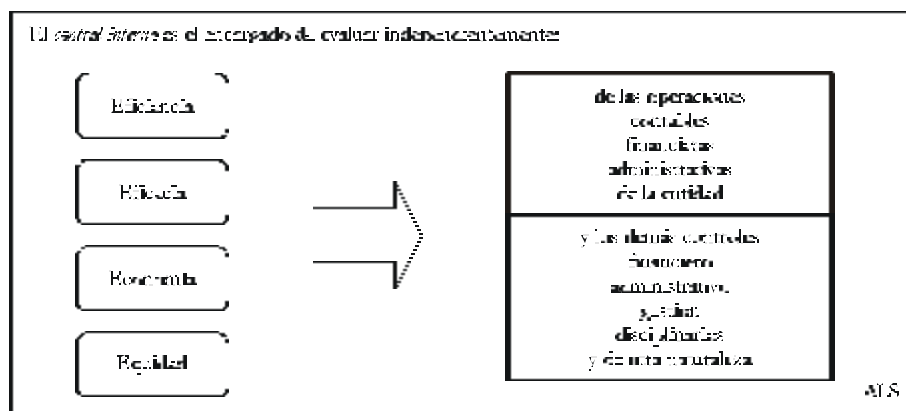 El control interno es el encargado de evaluar independientemente
Eficiencia
Eficacia
Economía
Equidad
de las operaciones
contables
financieras
administrativas
de la entidad
y los demás controles
financiero
administrativo
disciplinarios
y de otra naturaleza